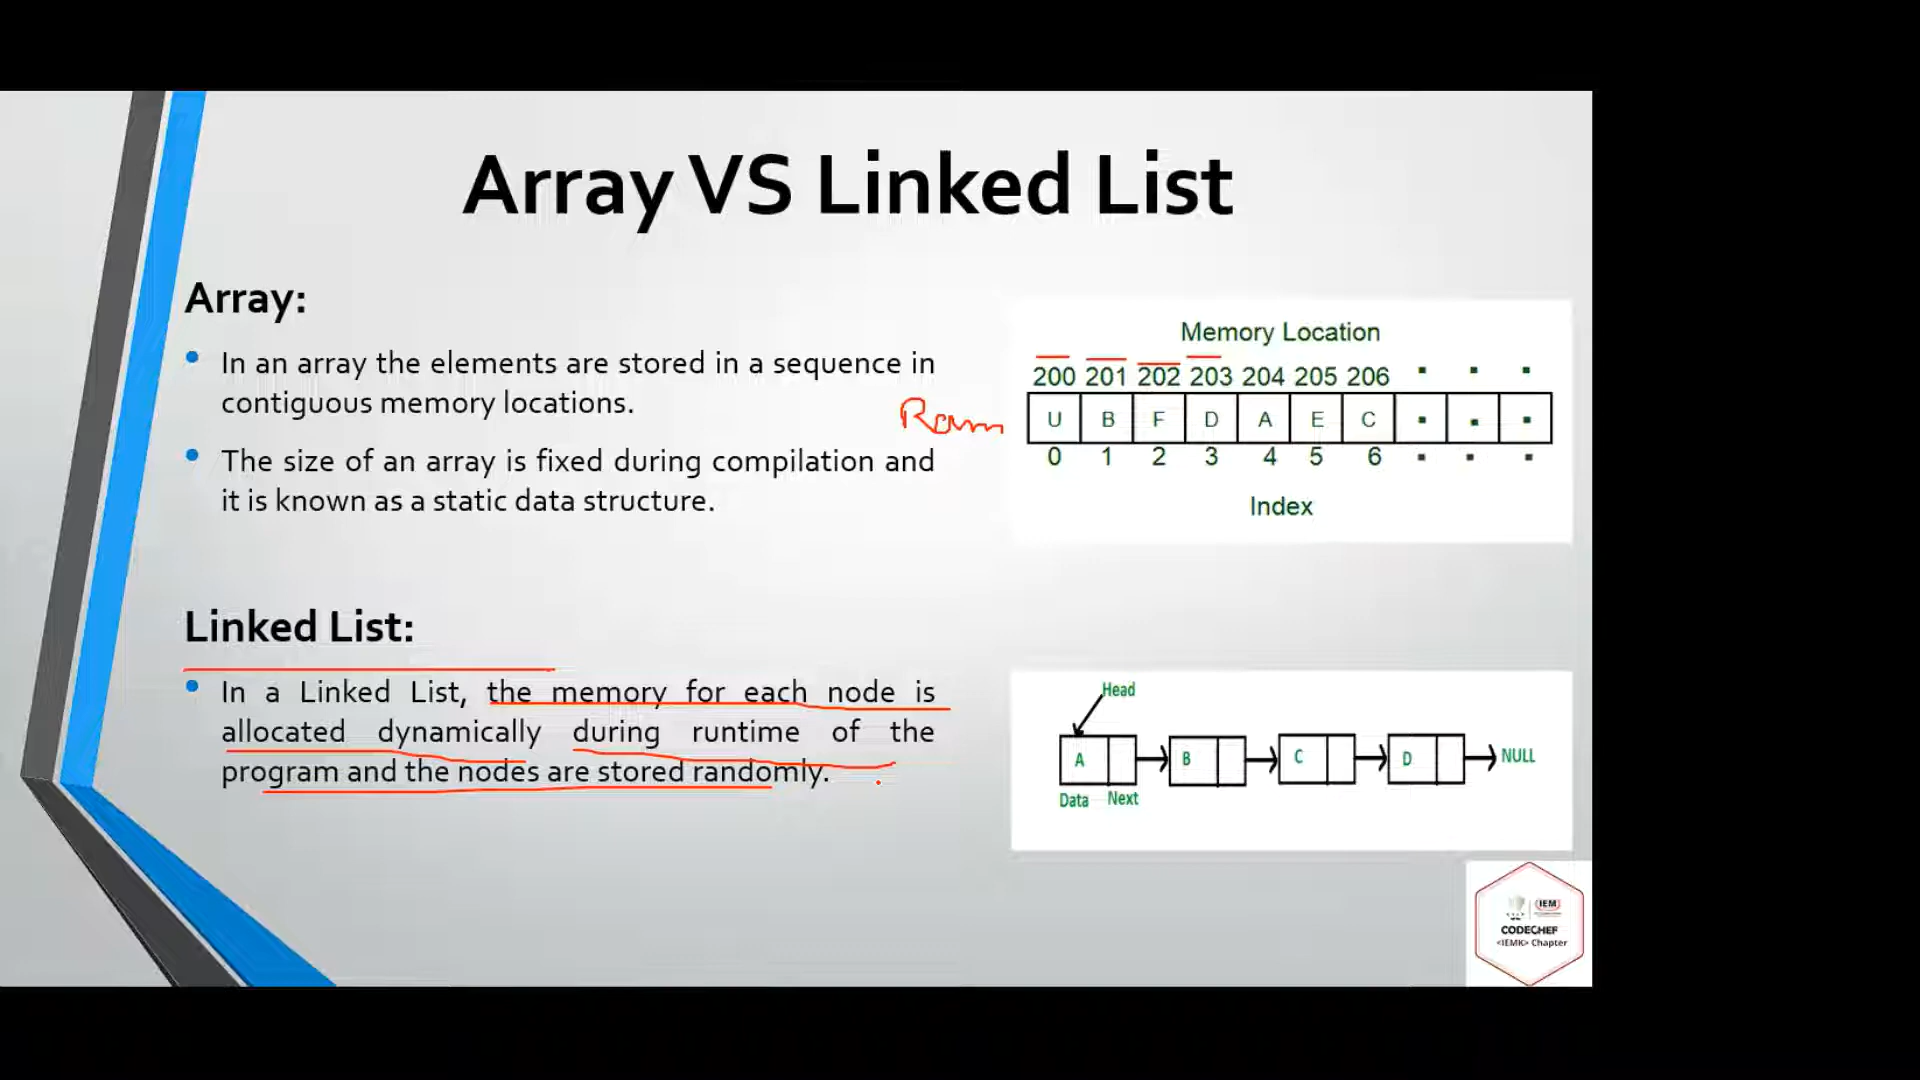 Array VS Linked List
Array:
• In an array the elements are stored in a sequence in
contiguous memory locations.
• The size of an array is fixed during compilation and
it is known as a static data structure.
Memory Location
200 201 202 203 204 205 206 . . .
Ram
U B F D A E C . . .
0 1 2 3 4 5 6 . . .
Index
Linked List:
• In a Linked List, the memory for each node is
allocated dynamically during runtime of the
program and the nodes are stored randomly.
Head
A B C D NULL
Data Next
IEM
CODECHEF
<IEMK> Chapter